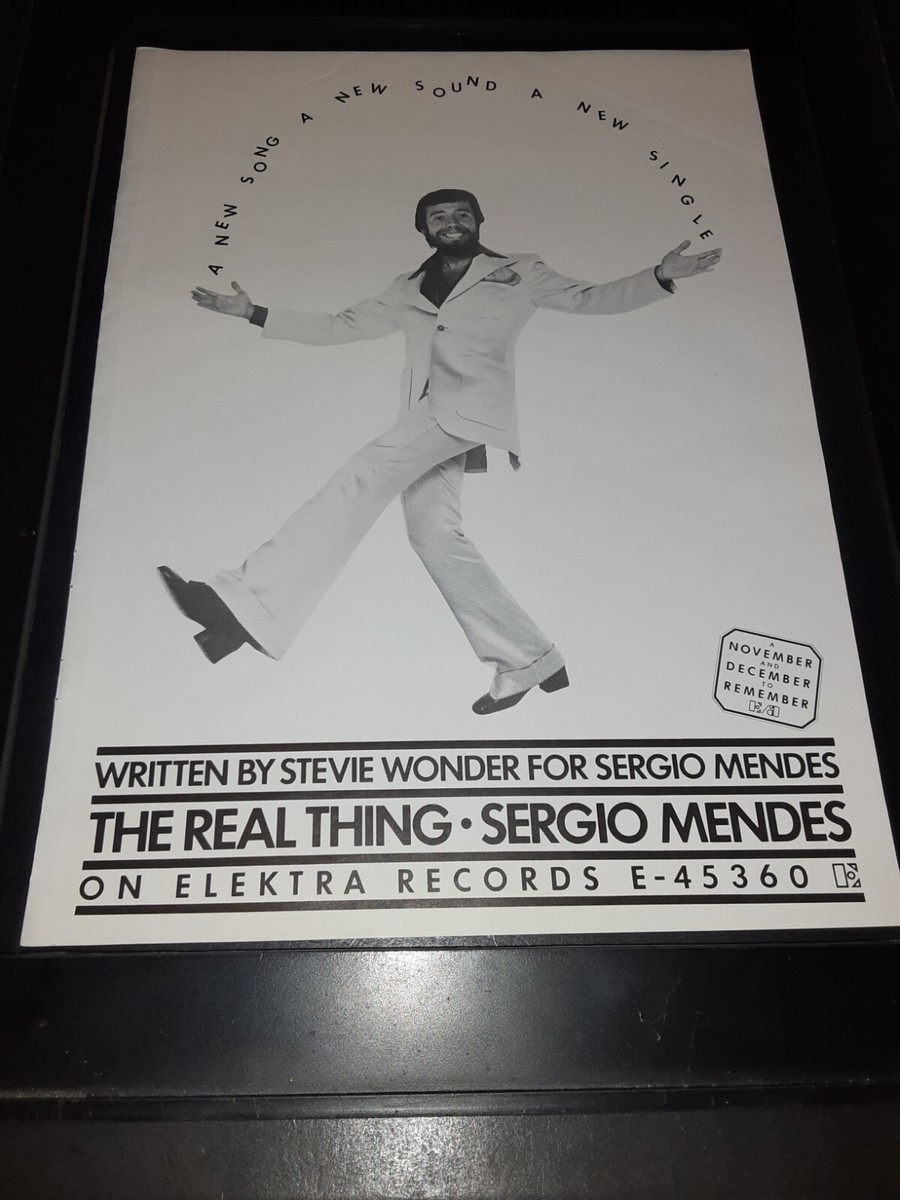 A NEW SONG A NEW SOUND A NEW SINGLE
A
NOVEMBER
AND
DECEMBER
TO
REMEMBER
E/A
WRITTEN BY STEVIE WONDER FOR SERGIO MENDES
THE REAL THING • SERGIO MENDES
ON ELEKTRA RECORDS E-45360